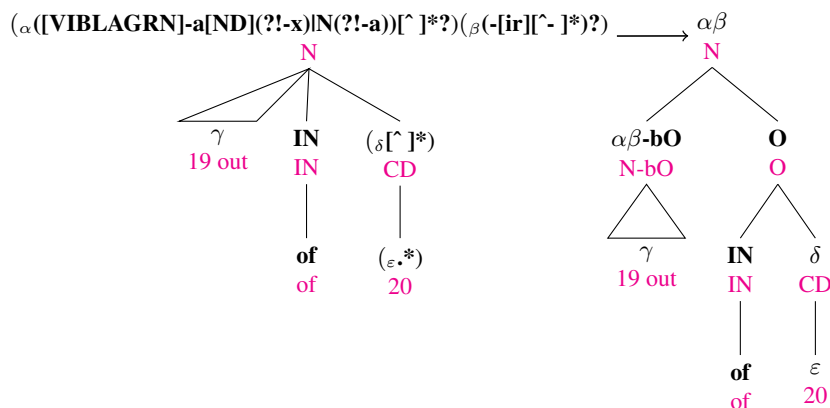 (α([VIBLAGRN]-a[ND](?!-x)|N(?!-a))[^ ]*?)(β(-[ir][^- ]*)?) αβ
N N
γ IN (δ[^ ]*) αβ-bO O
19 out IN CD N-bO O
of (ε.*) γ IN δ
of 20 19 out IN CD
of ε
of 20